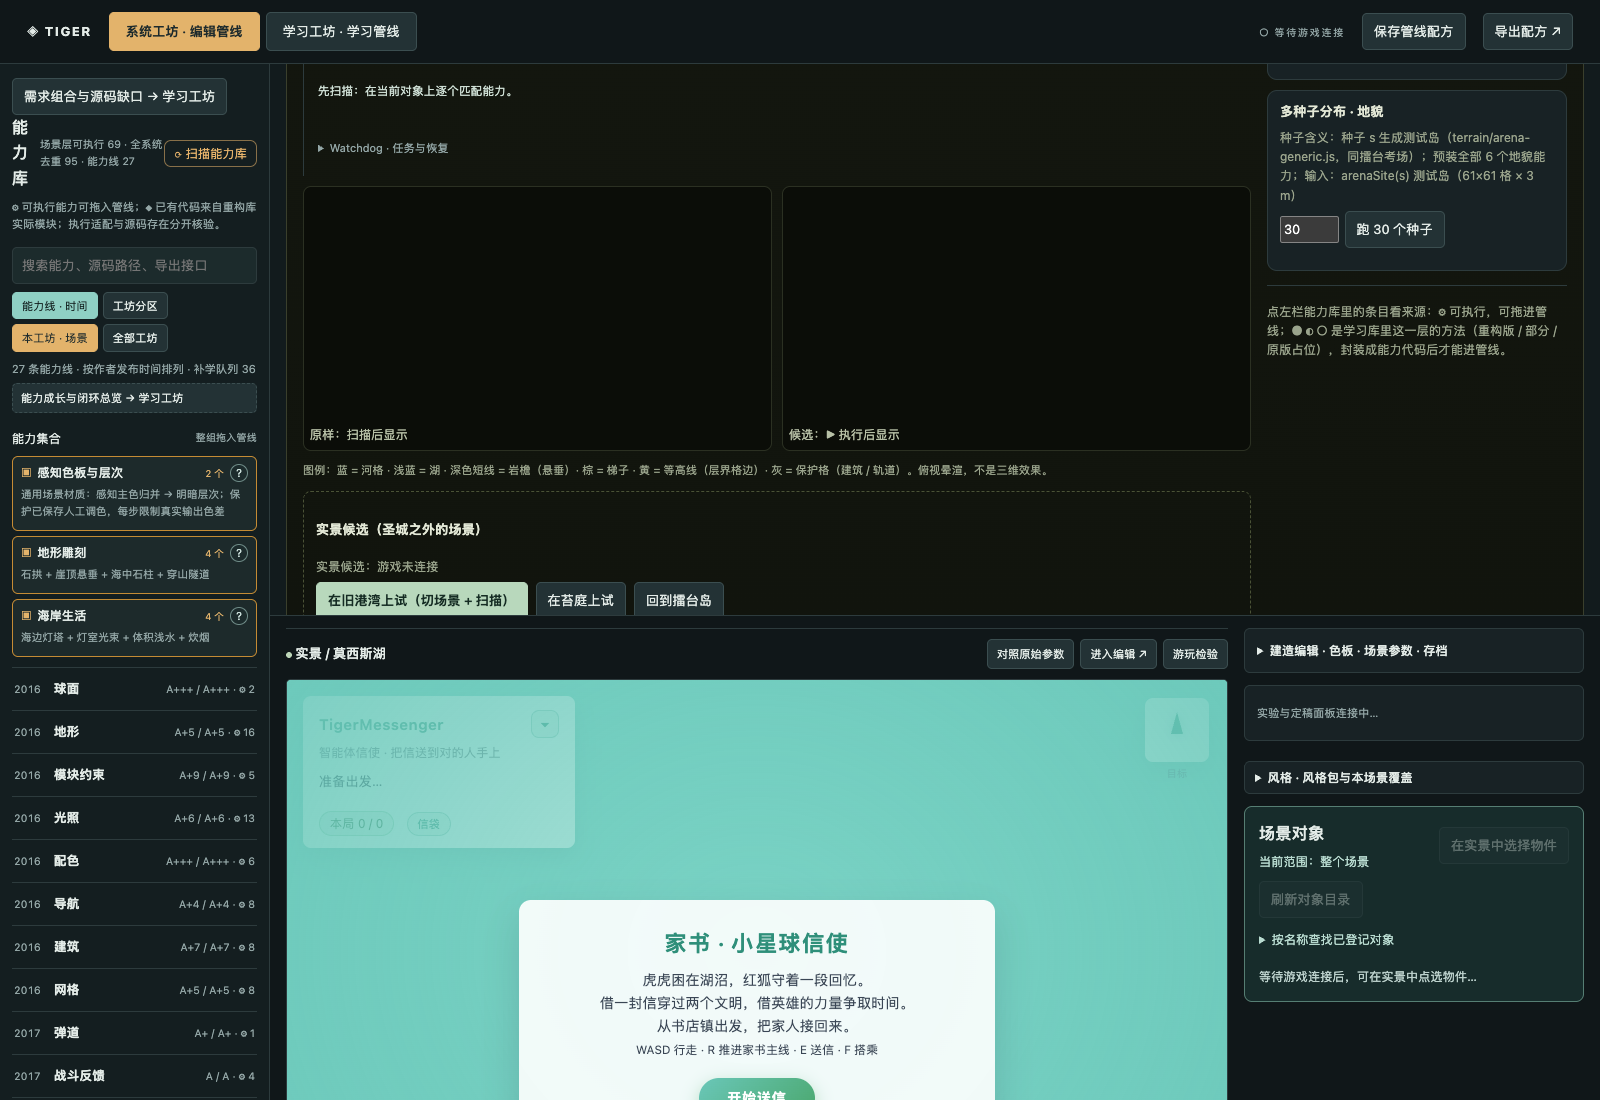 ◈ TIGER
系统工坊 · 编辑管线
学习工坊 · 学习管线
等待游戏连接
保存管线配方
导出配方 ↗
需求组合与源码缺口 → 学习工坊
能力库
场景层可执行 69 · 全系统去重 95 · 能力线 27
⟳ 扫描能力库
⚙ 可执行能力可拖入管线；◆ 已有代码来自重构库
实际模块；执行适配与源码存在分开核验。
搜索能力、源码路径、导出接口
能力线 · 时间
工坊分区
本工坊 · 场景
全部工坊
27 条能力线 · 按作者发布时间排列 · 补学队列 36
能力成长与闭环总览 → 学习工坊
能力集合
整组拖入管线
▣ 感知色板与层次
2 个 ?
通用场景材质：感知主色归并 → 明暗层次；保
护已保存人工调色，每步限制真实输出色差
▣ 地形雕刻
4 个 ?
石拱 + 崖顶悬垂 + 海中石柱 + 穿山隧道
▣ 海岸生活
4 个 ?
海边灯塔 + 灯室光束 + 体积浅水 + 炊烟
2016 球面 A+++ / A+++ · ⚙ 2
2016 地形 A+5 / A+5 · ⚙ 16
2016 模块约束 A+9 / A+9 · ⚙ 5
2016 光照 A+6 / A+6 · ⚙ 13
2016 配色 A+++ / A+++ · ⚙ 6
2016 导航 A+4 / A+4 · ⚙ 8
2016 建筑 A+7 / A+7 · ⚙ 8
2016 网格 A+5 / A+5 · ⚙ 8
2017 弹道 A+ / A+ · ⚙ 1
2017 战斗反馈 A / A · ⚙ 4
先扫描：在当前对象上逐个匹配能力。
▶ Watchdog · 任务与恢复
原样：扫描后显示
候选：▶ 执行后显示
图例：蓝 = 河格 · 浅蓝 = 湖 · 深色短线 = 岩檐（悬垂）· 棕 = 梯子 · 黄 = 等高线（层界格边）· 灰 = 保护格（建筑 / 轨道）。俯视晕渲，不是三维效果。
实景候选（圣城之外的场景）
实景候选：游戏未连接
在旧港湾上试（切场景 + 扫描）
在苔庭上试
回到擂台岛
多种子分布 · 地貌
种子含义：种子 s 生成测试岛（terrain/arena-
generic.js，同擂台考场）；预装全部 6 个地貌能
力；输入：arenaSite(s) 测试岛（61×61 格 × 3
m）
30
跑 30 个种子
点左栏能力库里的条目看来源：⚙ 可执行，可拖进管
线；● ◐ ○ 是学习库里这一层的方法（重构版 / 部分 /
原版占位），封装成能力代码后才能进管线。
● 实景 / 莫西斯湖
对照原始参数
进入编辑 ↗
游玩检验
TigerMessenger
智能体信使 · 把信送到对的人手上
准备出发...
本局 0 / 0
信袋
目标
家书 · 小星球信使
虎虎困在湖沼，红狐守着一段回忆。
借一封信穿过两个文明，借英雄的力量争取时间。
从书店镇出发，把家人接回来。
WASD 行走 · R 推进家书主线 · E 送信 · F 搭乘
开始送信
▶ 建造编辑 · 色板 · 场景参数 · 存档
实验与定稿面板连接中...
▶ 风格 · 风格包与本场景覆盖
场景对象
在实景中选择物件
当前范围：整个场景
刷新对象目录
▶ 按名称查找已登记对象
等待游戏连接后，可在实景中点选物件...